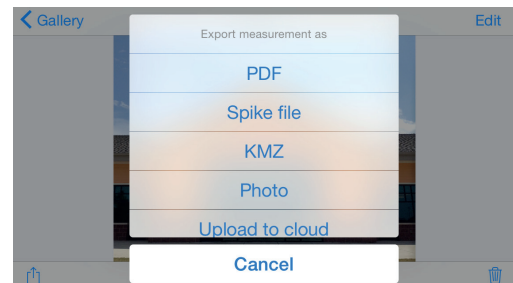 Gallery
Edit
Export measurement as
PDF
Spike file
KMZ
Photo
Upload to cloud
Cancel